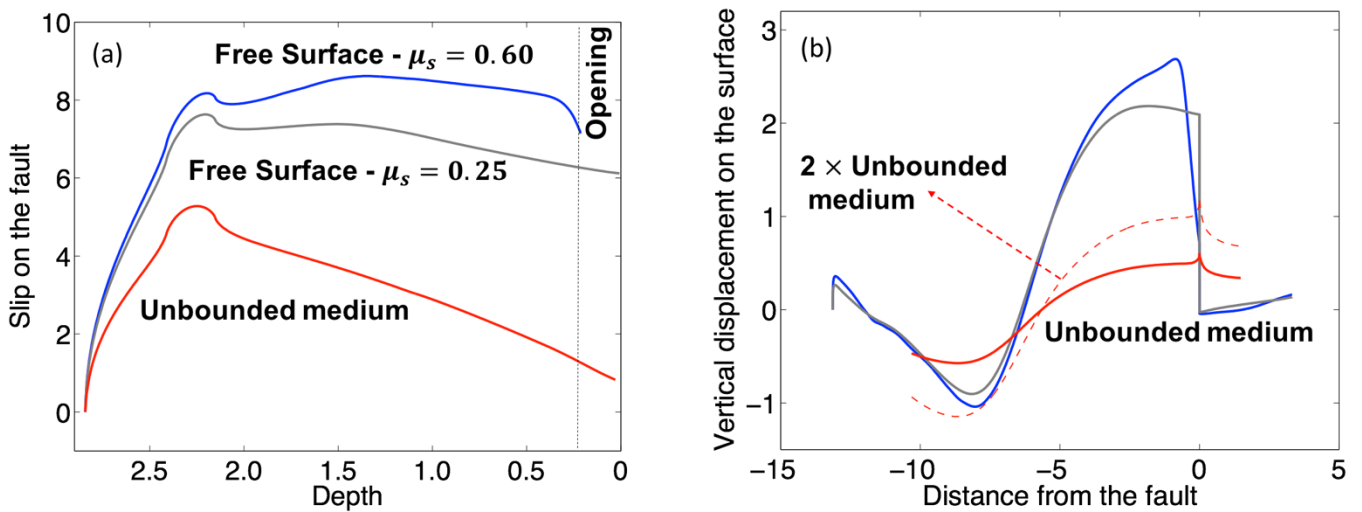 (a)
Free Surface - μₛ = 0.60
Opening
Free Surface - μₛ = 0.25
Unbounded medium
Slip on the fault
10
8
6
4
2
0
2.5
2.0
1.5
1.0
0.5
0
Depth
(b)
2 × Unbounded
medium
Unbounded medium
Vertical displacement on the surface
3
2
1
0
−1
−15
−10
−5
0
5
Distance from the fault